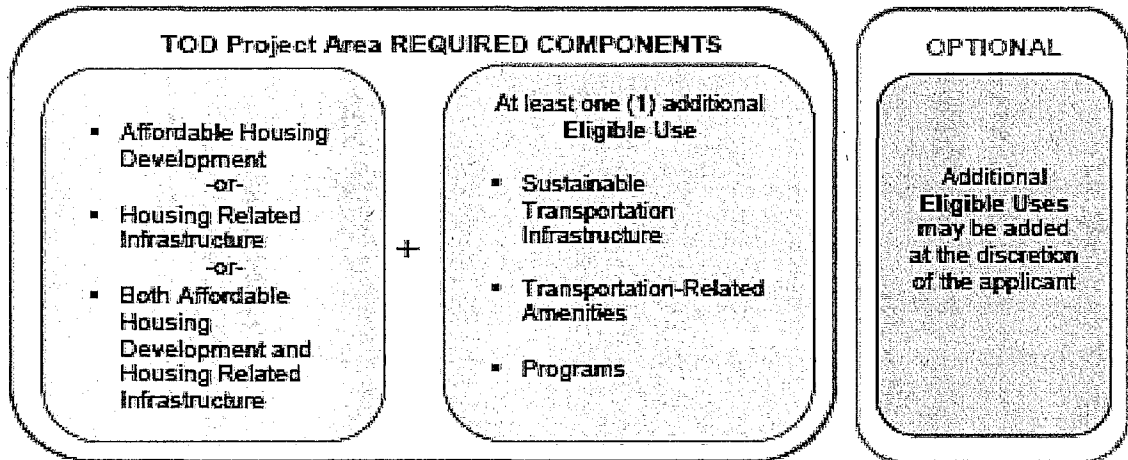 TOD Project Area REQUIRED COMPONENTS
▪ Affordable Housing
Development
-or-
▪ Housing Related
Infrastructure
-or-
▪ Both Affordable
Housing
Development and
Housing Related
Infrastructure
+
At least one (1) additional
Eligible Use
▪ Sustainable
Transportation
Infrastructure
▪ Transportation-Related
Amenities
▪ Programs
OPTIONAL
Additional
Eligible Uses
may be added
at the discretion
of the applicant